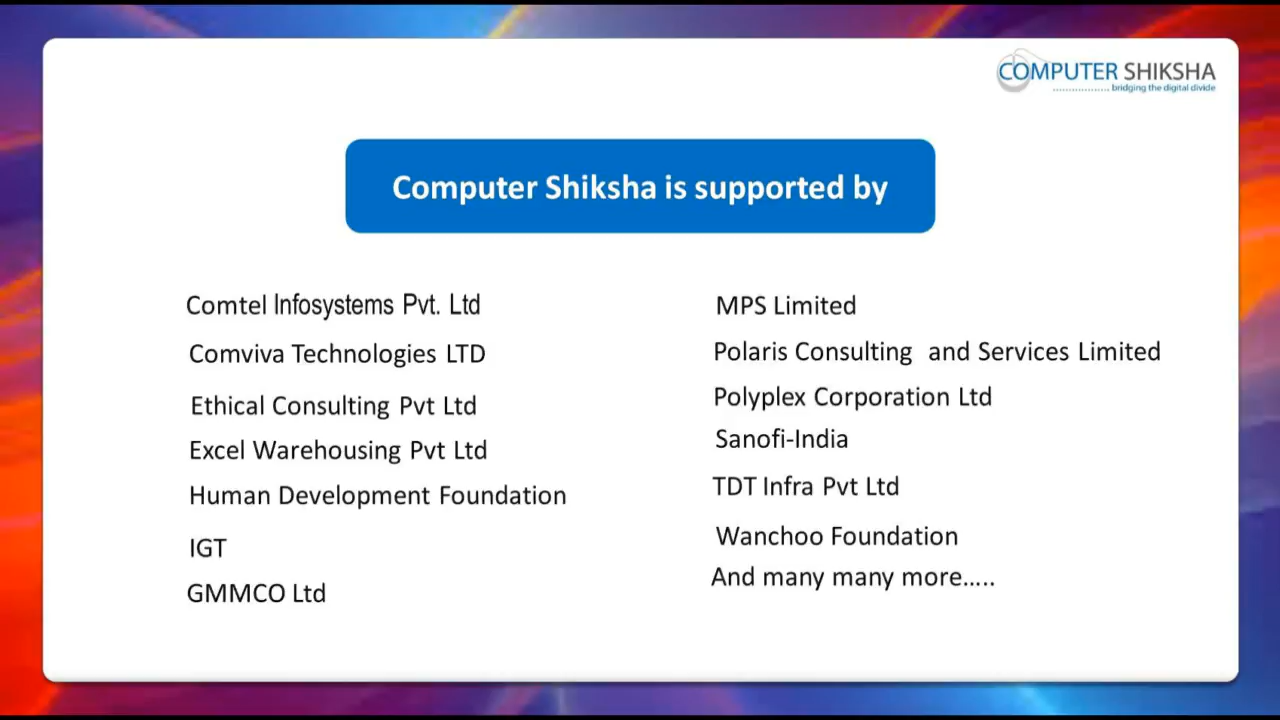 COMPUTER SHIKSHA
bridging the digital divide
Computer Shiksha is supported by
Comtel Infosystems Pvt. Ltd
Comviva Technologies LTD
Ethical Consulting Pvt Ltd
Excel Warehousing Pvt Ltd
Human Development Foundation
IGT
GMMCO Ltd
MPS Limited
Polaris Consulting and Services Limited
Polyplex Corporation Ltd
Sanofi-India
TDT Infra Pvt Ltd
Wanchoo Foundation
And many many more.....